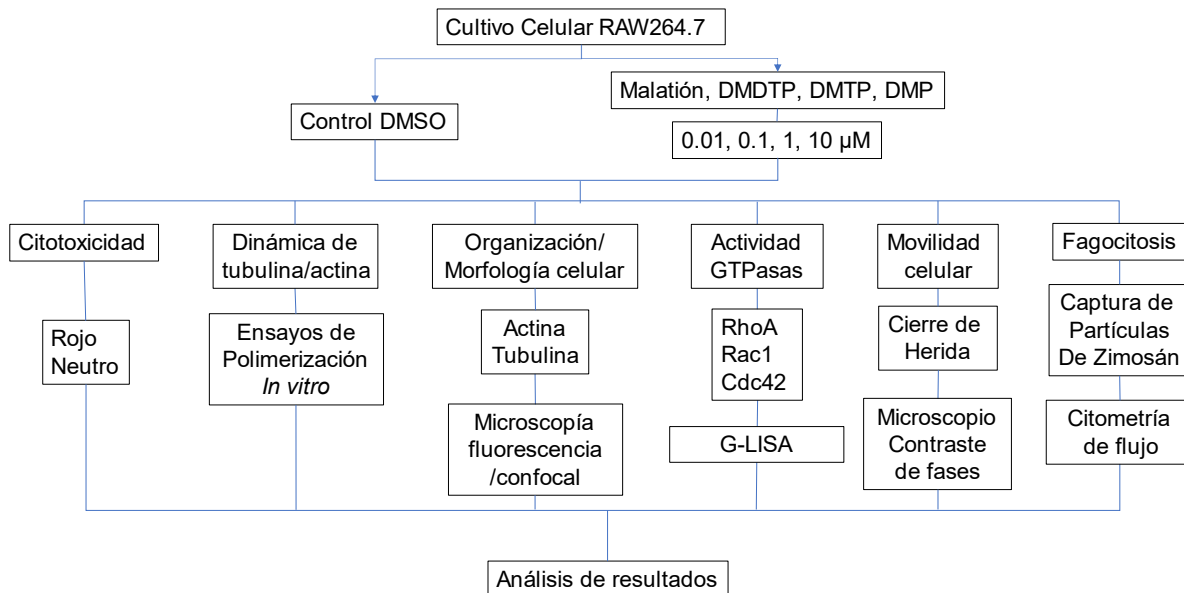 Cultivo Celular RAW264.7
Malatión, DMDTP, DMTP, DMP
Control DMSO
0.01, 0.1, 1, 10 µM
Citotoxicidad
Rojo
Neutro
Dinámica de
tubulina/actina
Ensayos de
Polimerización
In vitro
Organización/
Morfología celular
Actina
Tubulina
Microscopía
fluorescencia
/confocal
Actividad
GTPasas
RhoA
Rac1
Cdc42
G-LISA
Movilidad
celular
Cierre de
Herida
Microscopio
Contraste
de fases
Fagocitosis
Captura de
Partículas
De Zimosán
Citometría
de flujo
Análisis de resultados